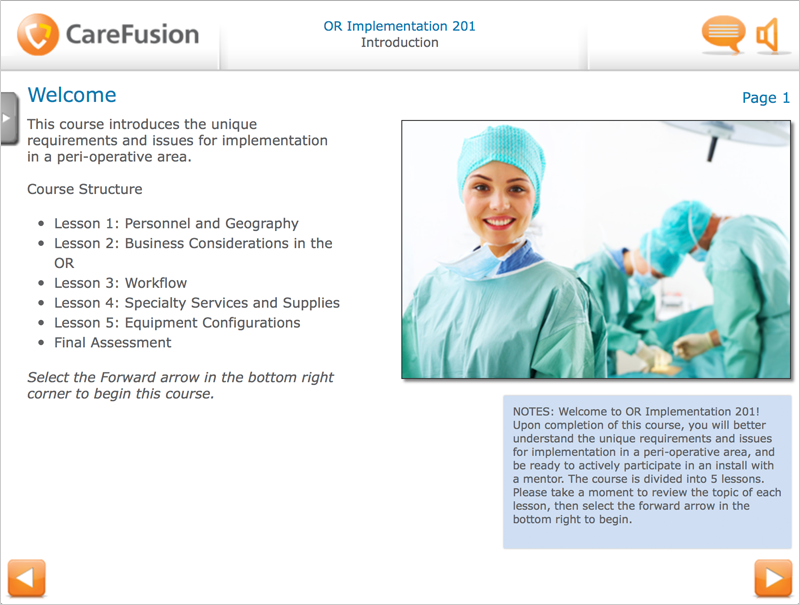 CareFusion
OR Implementation 201
Introduction
Welcome
Page 1
This course introduces the unique
requirements and issues for implementation
in a peri-operative area.
Course Structure
• Lesson 1: Personnel and Geography
• Lesson 2: Business Considerations in the
OR
• Lesson 3: Workflow
• Lesson 4: Specialty Services and Supplies
• Lesson 5: Equipment Configurations
• Final Assessment
Select the Forward arrow in the bottom right
corner to begin this course.
NOTES: Welcome to OR Implementation 201!
Upon completion of this course, you will better
understand the unique requirements and issues
for implementation in a peri-operative area, and
be ready to actively participate in an install with
a mentor. The course is divided into 5 lessons.
Please take a moment to review the topic of each
lesson, then select the forward arrow in the
bottom right to begin.